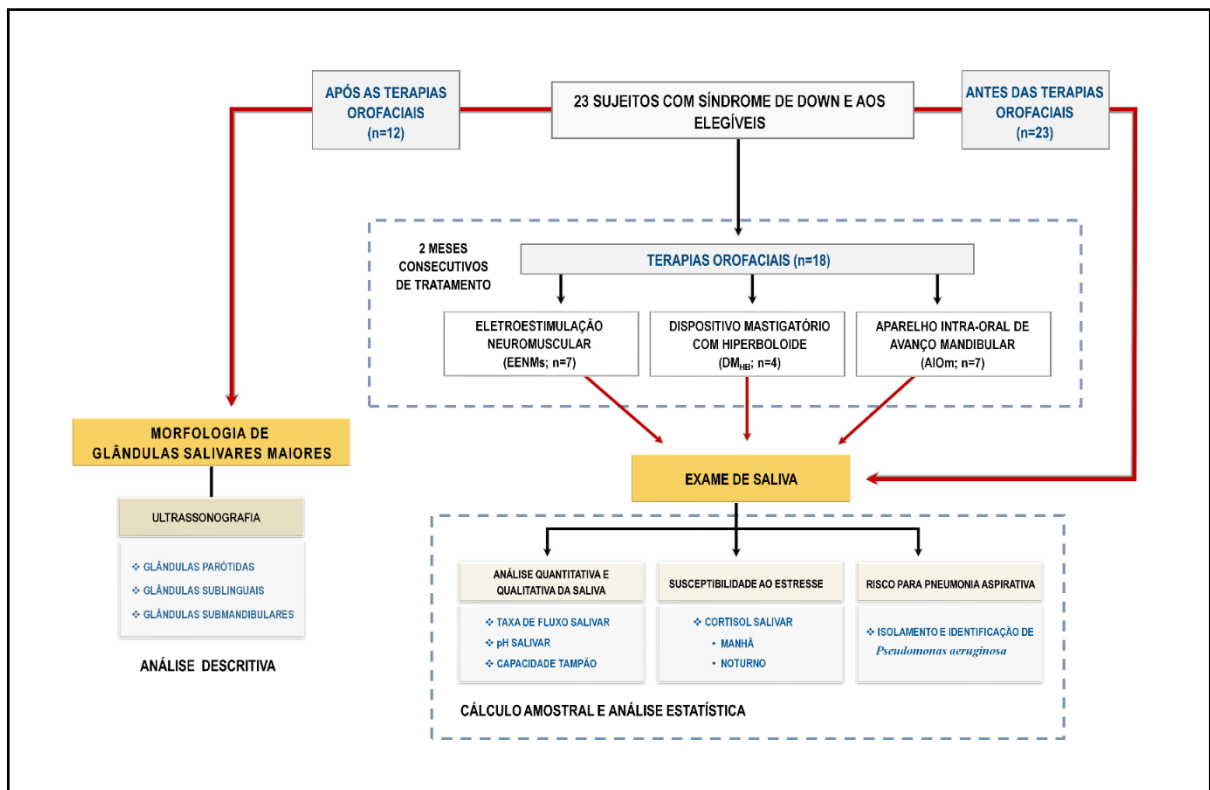 APÓS AS TERAPIAS
OROFACIAIS
(n=12)
23 SUJEITOS COM SÍNDROME DE DOWN E AOS
ELEGÍVEIS
ANTES DAS TERAPIAS
OROFACIAIS
(n=23)
2 MESES
CONSECUTIVOS
DE TRATAMENTO
TERAPIAS OROFACIAIS (n=18)
ELETROESTIMULAÇÃO
NEUROMUSCULAR
(EENMs; n=7)
DISPOSITIVO MASTIGATÓRIO
COM HIPERBOLOIDE
(DMHB; n=4)
APARELHO INTRA-ORAL DE
AVANÇO MANDIBULAR
(AIOm; n=7)
MORFOLOGIA DE
GLÂNDULAS SALIVARES MAIORES
ULTRASSONOGRAFIA
❖ GLÂNDULAS PARÓTIDAS
❖ GLÂNDULAS SUBLINGUAIS
❖ GLÂNDULAS SUBMANDIBULARES
ANÁLISE DESCRITIVA
EXAME DE SALIVA
ANÁLISE QUANTITATIVA E
QUALITATIVA DA SALIVA
❖ TAXA DE FLUXO SALIVAR
❖ pH SALIVAR
❖ CAPACIDADE TAMPÃO
SUSCEPTIBILIDADE AO ESTRESSE
❖ CORTISOL SALIVAR
• MANHÃ
• NOTURNO
RISCO PARA PNEUMONIA ASPIRATIVA
❖ ISOLAMENTO E IDENTIFICAÇÃO DE
Pseudomonas aeruginosa
CÁLCULO AMOSTRAL E ANÁLISE ESTATÍSTICA